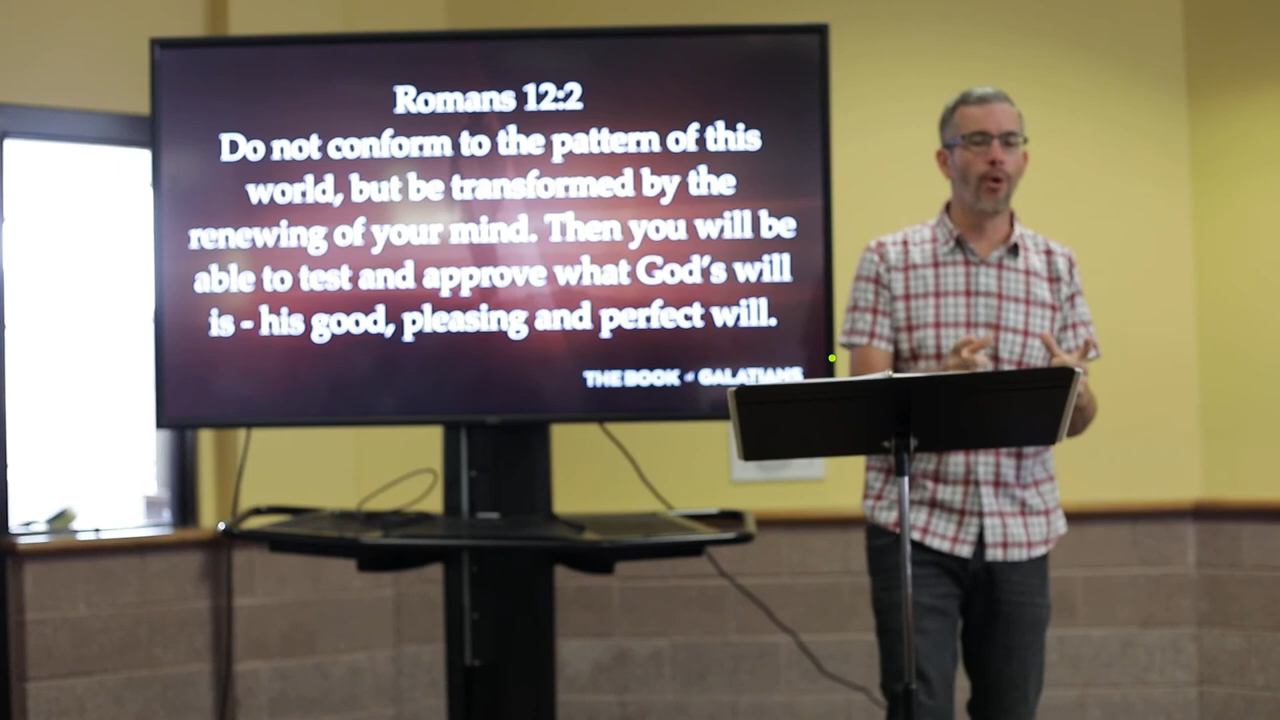 Romans 12:2
Do not conform to the pattern of this
world, but be transformed by the
renewing of your mind. Then you will be
able to test and approve what God's will
is - his good, pleasing and perfect will.
THE BOOK of GALATIANS